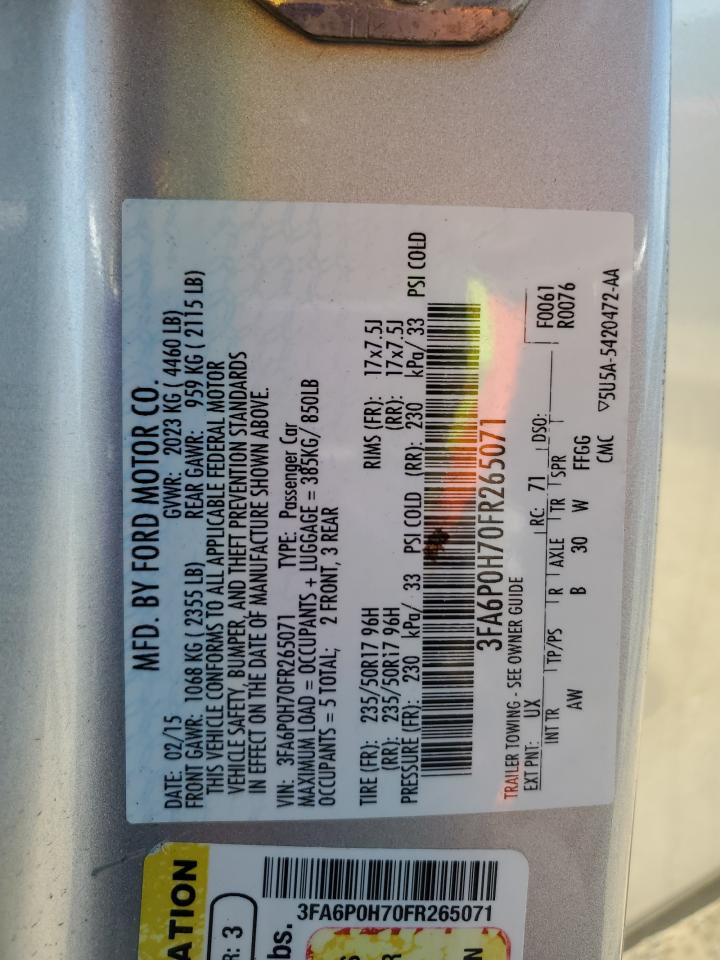 MFD. BY FORD MOTOR CO.
DATE: 02/15 GVWR: 2023 KG ( 4460 LB)
FRONT GAWR: 1068 KG ( 2355 LB) REAR GAWR: 959 KG ( 2115 LB)
THIS VEHICLE CONFORMS TO ALL APPLICABLE FEDERAL MOTOR
VEHICLE SAFETY, BUMPER, AND THEFT PREVENTION STANDARDS
IN EFFECT ON THE DATE OF MANUFACTURE SHOWN ABOVE.
VIN: 3FA6P0H70FR265071 TYPE: Passenger Car
MAXIMUM LOAD = OCCUPANTS + LUGGAGE = 385KG/ 850LB
OCCUPANTS = 5 TOTAL; 2 FRONT, 3 REAR
TIRE (FR): 235/50R17 96H RIMS (FR): 17x7.5J
(RR): 235/50R17 96H (RR): 17x7.5J
PRESSURE (FR): 230 kPa/ 33 PSI COLD (RR): 230 kPa/ 33 PSI COLD
3FA6P0H70FR265071
TRAILER TOWING - SEE OWNER GUIDE
EXT PNT: UX RC: 71 DSO: F0061
R0076
INT TR TP/PS R AXLE TR SPR
AW B 30 W FFGG
CMC ▽5U5A-5420472-AA
3FA6P0H70FR265071
ATION
R: 3
bs.